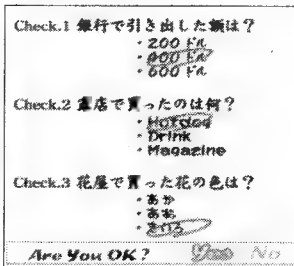 Check.1 銀行で引き出した額は？
・200 ドル
・400 ドル
・600 ドル
Check.2 書店で買ったのは何？
・Hotdog
・Drink
・Magazine
Check.3 花屋で買った花の色は？
・あか
・あお
・きいろ
Are You OK? Yes No